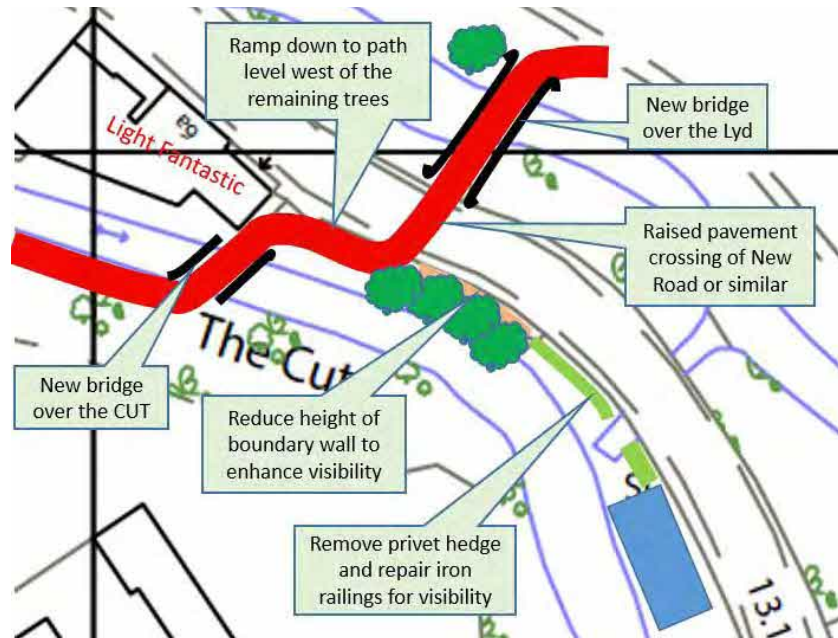 Ramp down to path
level west of the
remaining trees
New bridge
over the Lyd
69
Light Fantastic
Raised pavement
crossing of New
Road or similar
The Cut
New bridge
over the CUT
Reduce height of
boundary wall to
enhance visibility
Remove privet hedge
and repair iron
railings for visibility
13.1